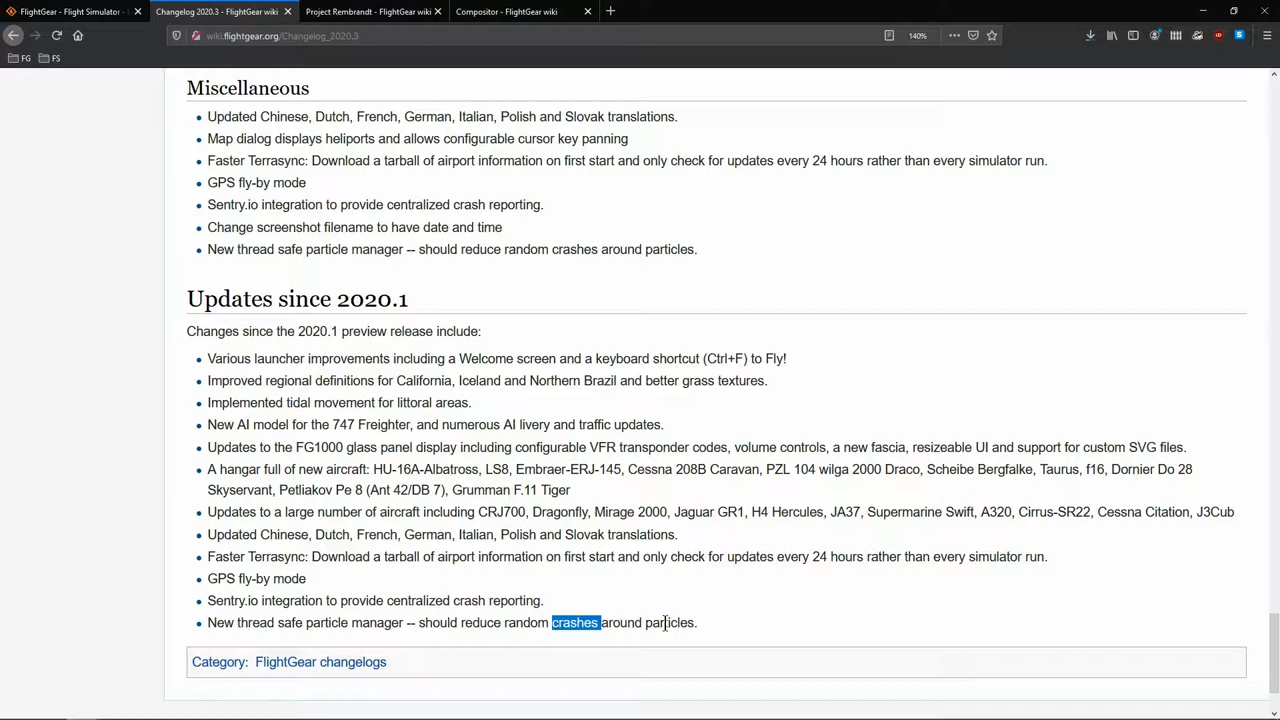 FlightGear - Flight Simulator -
Changelog 2020.3 - FlightGear wiki
Project Rembrandt - FlightGear wiki
Compositor - FlightGear wiki
wiki.flightgear.org/Changelog_2020.3
140%
FG
FS
Miscellaneous
Updated Chinese, Dutch, French, German, Italian, Polish and Slovak translations.
Map dialog displays heliports and allows configurable cursor key panning
Faster Terrasync: Download a tarball of airport information on first start and only check for updates every 24 hours rather than every simulator run.
GPS fly-by mode
Sentry.io integration to provide centralized crash reporting.
Change screenshot filename to have date and time
New thread safe particle manager -- should reduce random crashes around particles.
Updates since 2020.1
Changes since the 2020.1 preview release include:
Various launcher improvements including a Welcome screen and a keyboard shortcut (Ctrl+F) to Fly!
Improved regional definitions for California, Iceland and Northern Brazil and better grass textures.
Implemented tidal movement for littoral areas.
New AI model for the 747 Freighter, and numerous AI livery and traffic updates.
Updates to the FG1000 glass panel display including configurable VFR transponder codes, volume controls, a new fascia, resizeable UI and support for custom SVG files.
A hangar full of new aircraft: HU-16A-Albatross, LS8, Embraer-ERJ-145, Cessna 208B Caravan, PZL 104 wilga 2000 Draco, Scheibe Bergfalke, Taurus, f16, Dornier Do 28
Skyservant, Petliakov Pe 8 (Ant 42/DB 7), Grumman F.11 Tiger
Updates to a large number of aircraft including CRJ700, Dragonfly, Mirage 2000, Jaguar GR1, H4 Hercules, JA37, Supermarine Swift, A320, Cirrus-SR22, Cessna Citation, J3Cub
Updated Chinese, Dutch, French, German, Italian, Polish and Slovak translations.
Faster Terrasync: Download a tarball of airport information on first start and only check for updates every 24 hours rather than every simulator run.
GPS fly-by mode
Sentry.io integration to provide centralized crash reporting.
New thread safe particle manager -- should reduce random crashes around particles.
Category: FlightGear changelogs